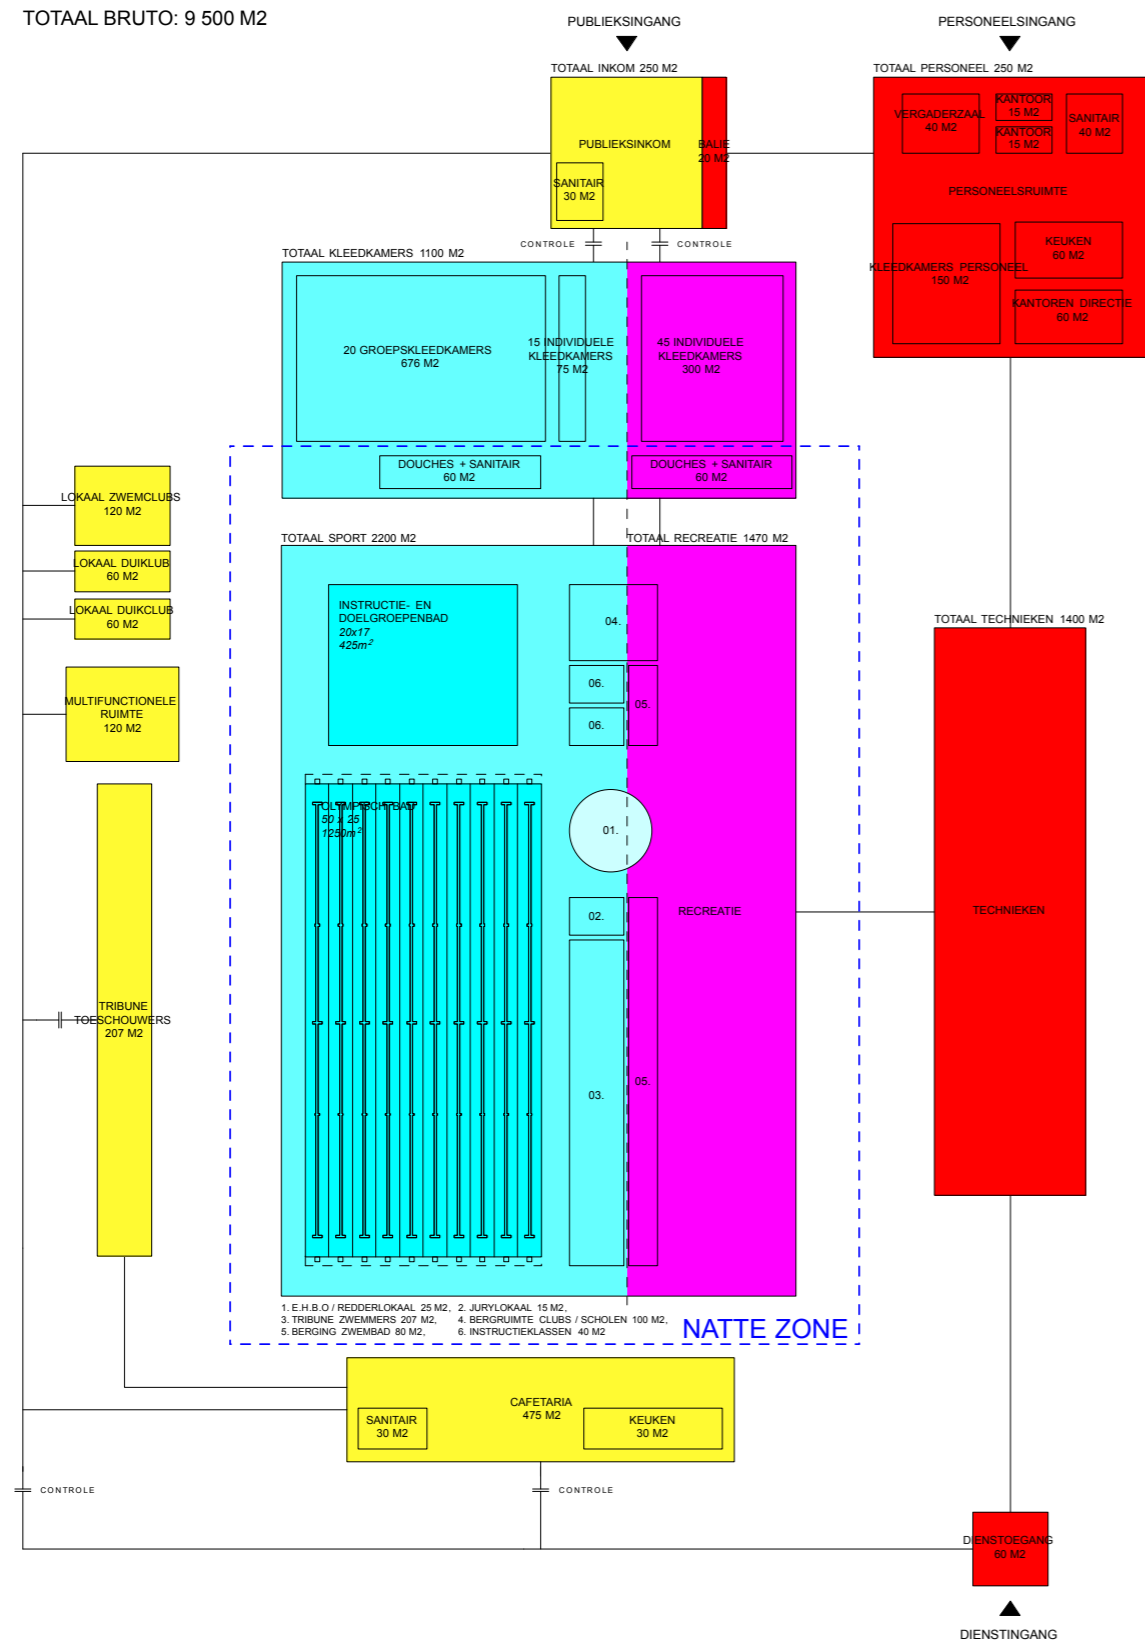 TOTAAL BRUTO: 9 500 M2
PUBLIEKSINGANG
PERSONEELSINGANG
TOTAAL INKOM 250 M2
TOTAAL PERSONEEL 250 M2
PUBLIEKSINKOM
BALIE
20 M2
SANITAIR
30 M2
VERGADERZAAL
40 M2
KANTOOR
15 M2
KANTOOR
15 M2
SANITAIR
40 M2
PERSONEELSRUIMTE
KLEEDKAMERS PERSONEEL
150 M2
KEUKEN
60 M2
KANTOREN DIRECTIE
60 M2
CONTROLE
CONTROLE
TOTAAL KLEEDKAMERS 1100 M2
20 GROEPSKLEEDKAMERS
676 M2
15 INDIVIDUELE
KLEEDKAMERS
75 M2
45 INDIVIDUELE
KLEEDKAMERS
300 M2
DOUCHES + SANITAIR
60 M2
DOUCHES + SANITAIR
60 M2
LOKAAL ZWEMCLUBS
120 M2
LOKAAL DUIKLUB
60 M2
LOKAAL DUIKCLUB
60 M2
MULTIFUNCTIONELE
RUIMTE
120 M2
TRIBUNE
TOESCHOUWERS
207 M2
TOTAAL SPORT 2200 M2
TOTAAL RECREATIE 1470 M2
INSTRUCTIE- EN
DOELGROEPENBAD
20x17
425m²
04.
06.
06.
05.
OLYMPISCH BAD
50 x 25
1250m²
01.
02.
RECREATIE
03.
05.
TOTAAL TECHNIEKEN 1400 M2
TECHNIEKEN
1. E.H.B.O / REDDERLOKAAL 25 M2, 2. JURYLOKAAL 15 M2,
3. TRIBUNE ZWEMMERS 207 M2, 4. BERGRUIMTE CLUBS / SCHOLEN 100 M2,
5. BERGING ZWEMBAD 80 M2, 6. INSTRUCTIEKLASSEN 40 M2
NATTE ZONE
CAFETARIA
475 M2
SANITAIR
30 M2
KEUKEN
30 M2
CONTROLE
CONTROLE
DIENSTOEGANG
60 M2
DIENSTINGANG